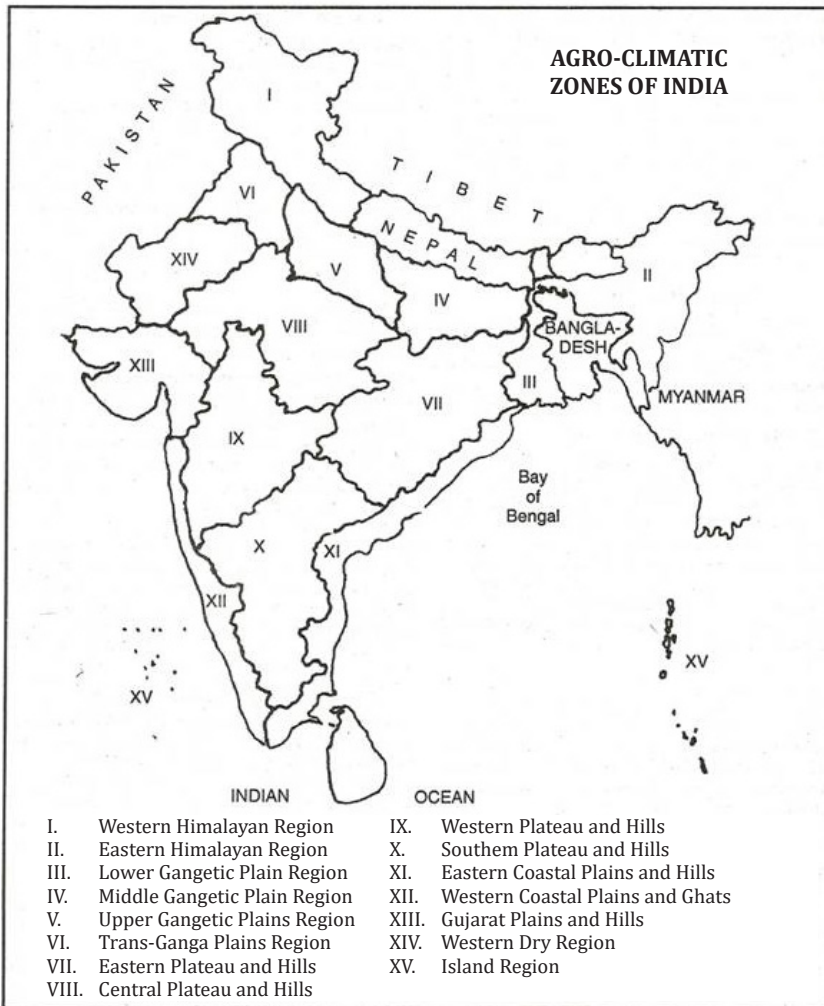 AGRO-CLIMATIC
ZONES OF INDIA
PAKISTAN
I
TIBET
VI
NEPAL
XIV
V
IV
II
VIII
BANGLA-
DESH
XIII
III
VII
MYANMAR
IX
Bay
of
Bengal
X
XI
XII
XV
XV
INDIAN OCEAN
I. Western Himalayan Region
II. Eastern Himalayan Region
III. Lower Gangetic Plain Region
IV. Middle Gangetic Plain Region
V. Upper Gangetic Plains Region
VI. Trans-Ganga Plains Region
VII. Eastern Plateau and Hills
VIII. Central Plateau and Hills
IX. Western Plateau and Hills
X. Southem Plateau and Hills
XI. Eastern Coastal Plains and Hills
XII. Western Coastal Plains and Ghats
XIII. Gujarat Plains and Hills
XIV. Western Dry Region
XV. Island Region